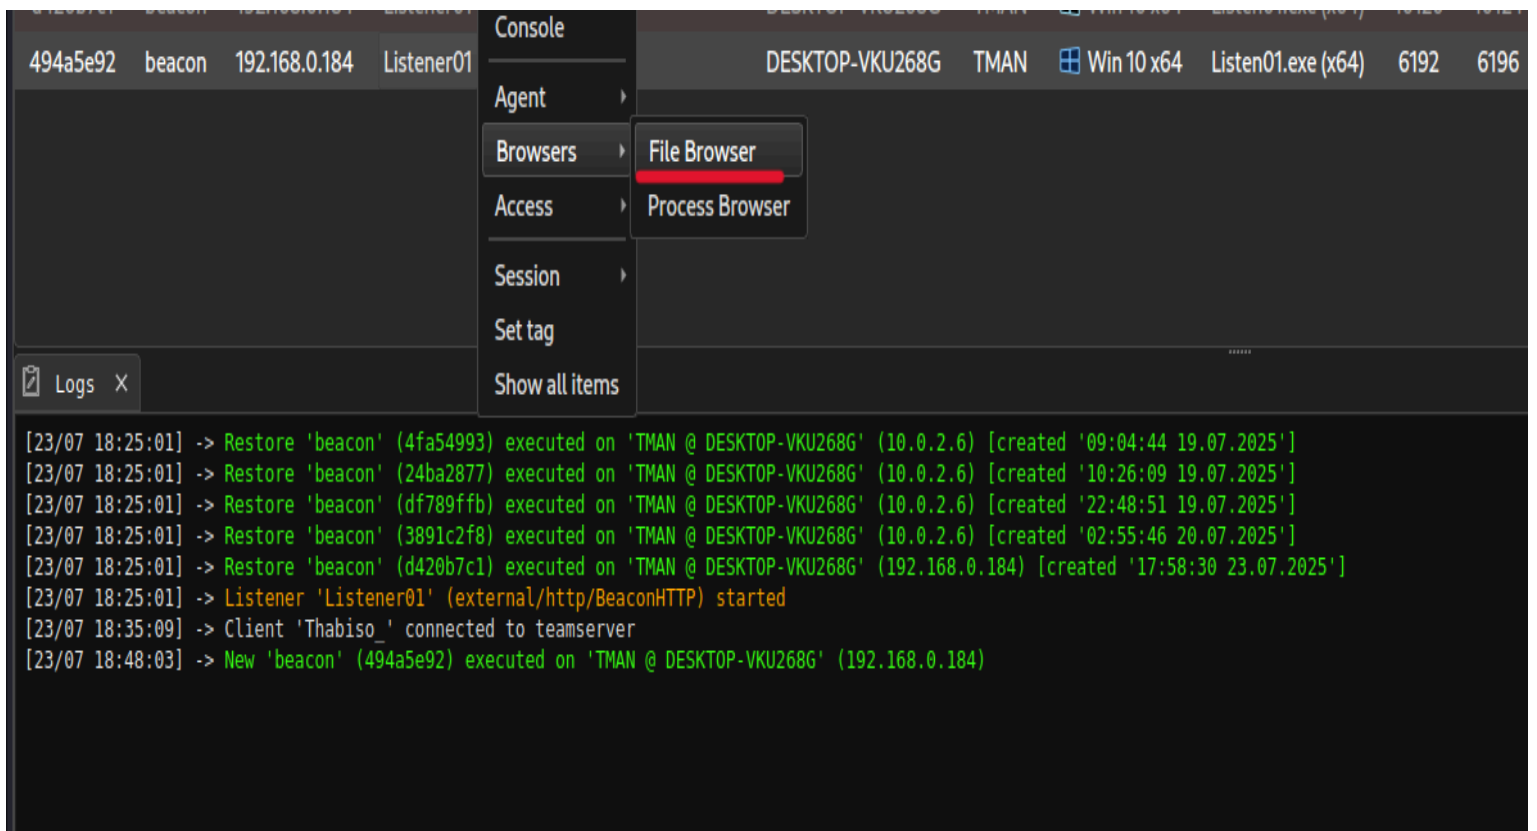 494a5e92 beacon 192.168.0.184 Listener01 DESKTOP-VKU268G TMAN Win 10 x64 Listen01.exe (x64) 6192 6196
Console
Agent
Browsers
File Browser
Access
Process Browser
Session
Set tag
Show all items
Logs X
[23/07 18:25:01] -> Restore 'beacon' (4fa54993) executed on 'TMAN @ DESKTOP-VKU268G' (10.0.2.6) [created '09:04:44 19.07.2025']
[23/07 18:25:01] -> Restore 'beacon' (24ba2877) executed on 'TMAN @ DESKTOP-VKU268G' (10.0.2.6) [created '10:26:09 19.07.2025']
[23/07 18:25:01] -> Restore 'beacon' (df789ffb) executed on 'TMAN @ DESKTOP-VKU268G' (10.0.2.6) [created '22:48:51 19.07.2025']
[23/07 18:25:01] -> Restore 'beacon' (3891c2f8) executed on 'TMAN @ DESKTOP-VKU268G' (10.0.2.6) [created '02:55:46 20.07.2025']
[23/07 18:25:01] -> Restore 'beacon' (d420b7c1) executed on 'TMAN @ DESKTOP-VKU268G' (192.168.0.184) [created '17:58:30 23.07.2025']
[23/07 18:25:01] -> Listener 'Listener01' (external/http/BeaconHTTP) started
[23/07 18:35:09] -> Client 'Thabiso_' connected to teamserver
[23/07 18:48:03] -> New 'beacon' (494a5e92) executed on 'TMAN @ DESKTOP-VKU268G' (192.168.0.184)